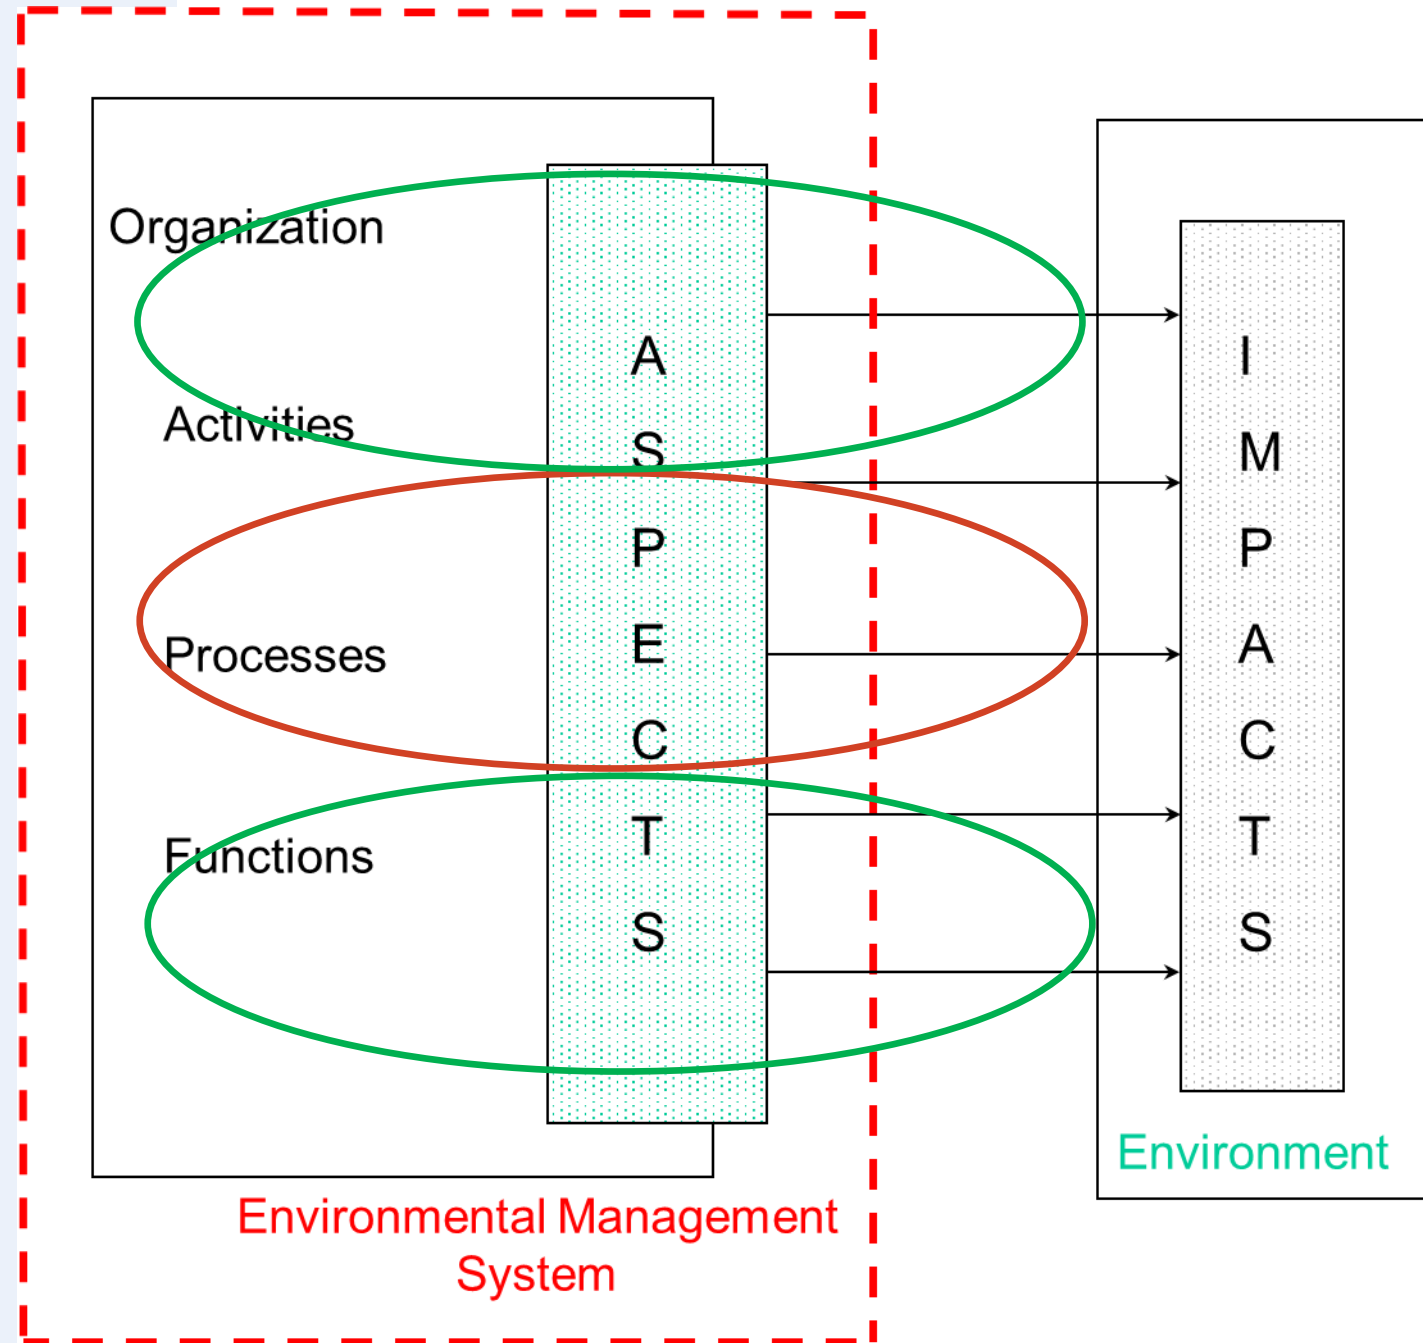 Organization
Activities
Processes
Functions
A
S
P
E
C
T
S
I
M
P
A
C
T
S
Environment
Environmental Management
System